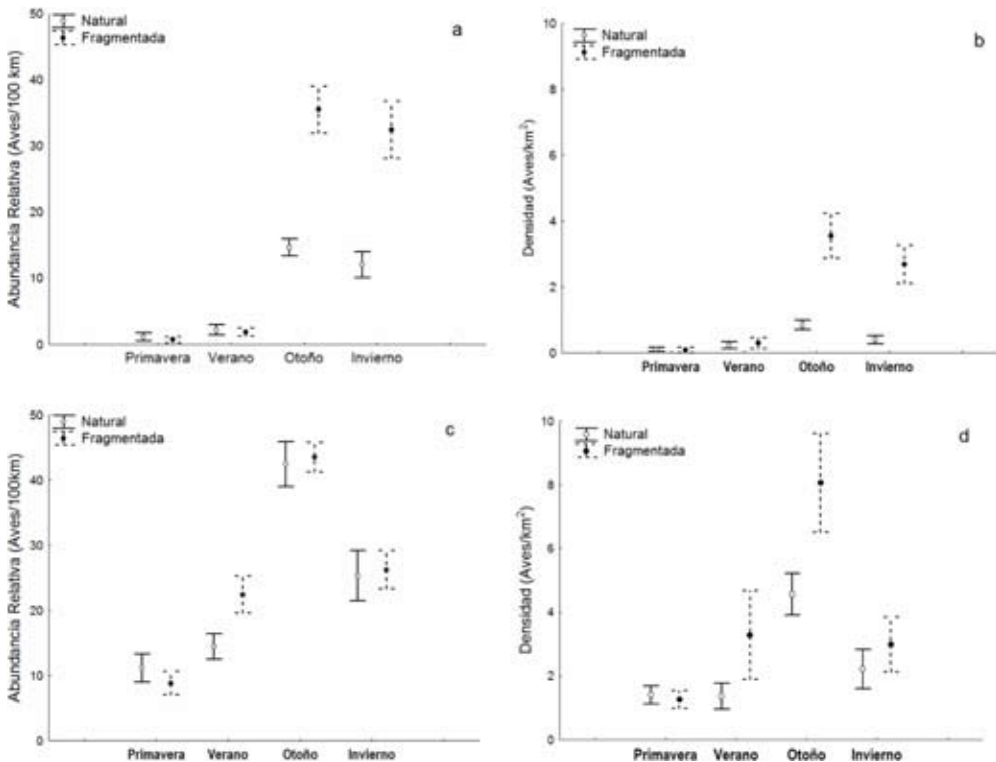 Abundancia Relativa (Aves/100 km)
50
40
30
20
10
0
Natural
Fragmentada
a
Primavera Verano Otoño Invierno
Densidad (Aves/km²)
10
8
6
4
2
0
Natural
Fragmentada
b
Primavera Verano Otoño Invierno
Abundancia Relativa (Aves/100km)
50
40
30
20
10
0
Natural
Fragmentada
c
Primavera Verano Otoño Invierno
Densidad (Aves/km²)
10
8
6
4
2
0
Natural
Fragmentada
d
Primavera Verano Otoño Invierno